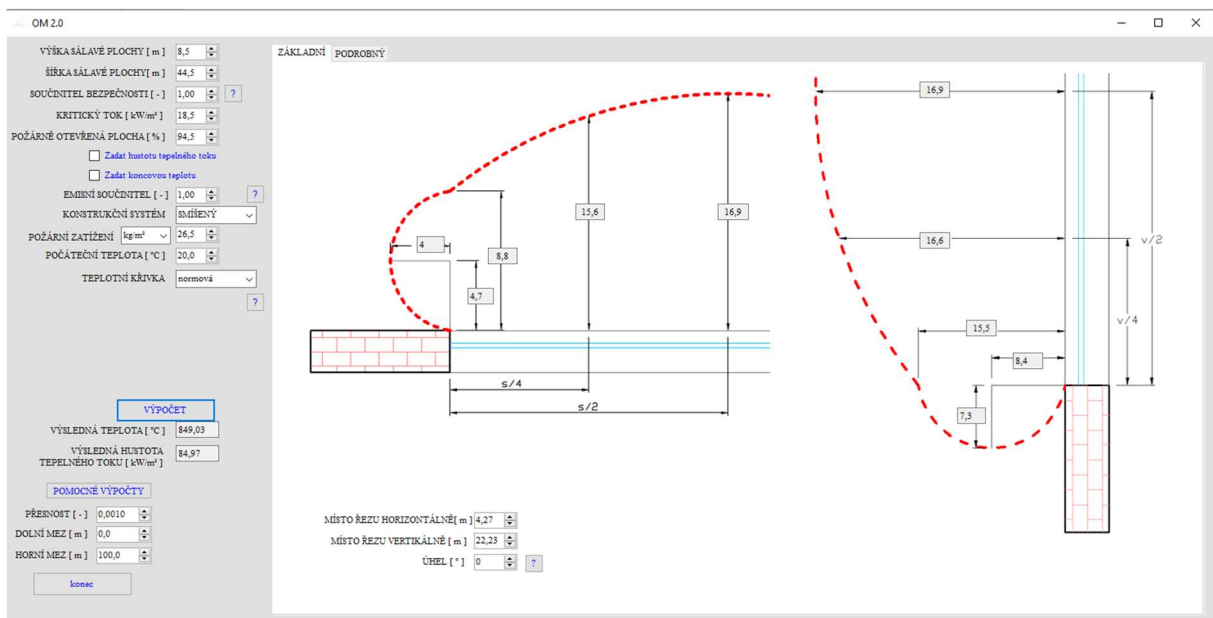 OM 2.0
VÝŠKA SÁLAVÉ PLOCHY [ m ] 8,5
ŠÍŘKA SÁLAVÉ PLOCHY[ m ] 44,5
SOUČINITEL BEZPEČNOSTI [ - ] 1,00 ?
KRITICKÝ TOK [ kW/m² ] 18,5
POŽÁRNĚ OTEVŘENÁ PLOCHA [ % ] 94,5
Zadat hustotu tepelného toku
Zadat koncovou teplotu
EMISNÍ SOUČINITEL [ - ] 1,00 ?
KONSTRUKČNÍ SYSTÉM SMÍŠENÝ
POŽÁRNÍ ZATÍŽENÍ kg/m² 26,5
POČÁTEČNÍ TEPLOTA [ °C ] 20,0
TEPLOTNÍ KŘIVKA normová
?
VÝPOČET
VÝSLEDNÁ TEPLOTA [ °C ] 849,03
VÝSLEDNÁ HUSTOTA
TEPELNÉHO TOKU [ kW/m² ] 84,97
POMOCNÉ VÝPOČTY
PŘESNOST [ - ] 0,0010
DOLNÍ MEZ [ m ] 0,0
HORNÍ MEZ [ m ] 100,0
konec
ZÁKLADNÍ PODROBNÝ
15,6
16,9
4
8,8
4,7
s/4
s/2
16,9
16,6
v/2
v/4
15,5
8,4
7,3
MÍSTO ŘEZU HORIZONTÁLNĚ[ m ] 4,27
MÍSTO ŘEZU VERTIKÁLNĚ [ m ] 22,23
ÚHEL [ ° ] 0 ?